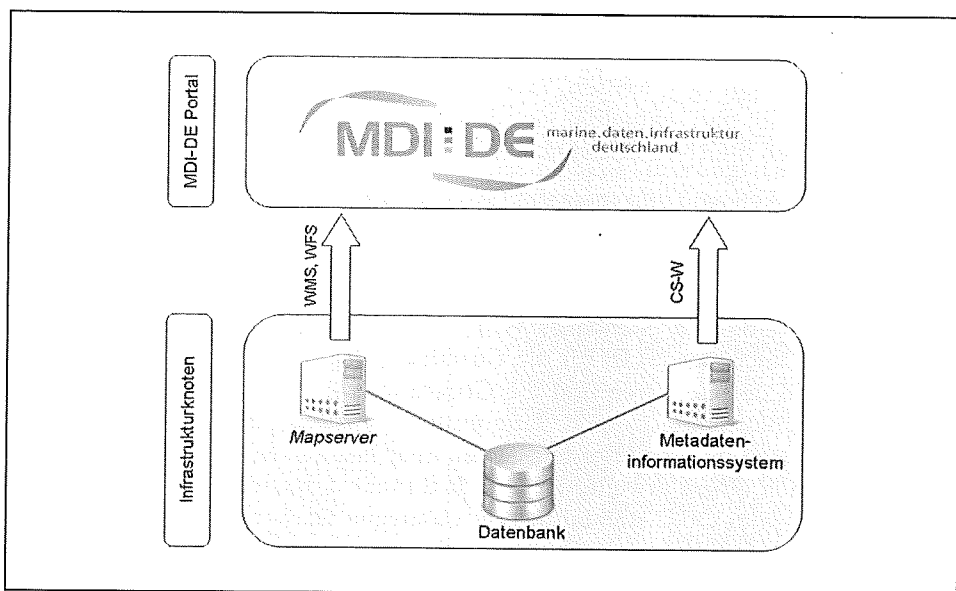 MDI-DE Portal
MDI:DE
marine.daten.infrastruktur
deutschland
WMS, WFS
CS-W
Infrastrukturknoten
Mapserver
Metadaten-
informationssystem
Datenbank